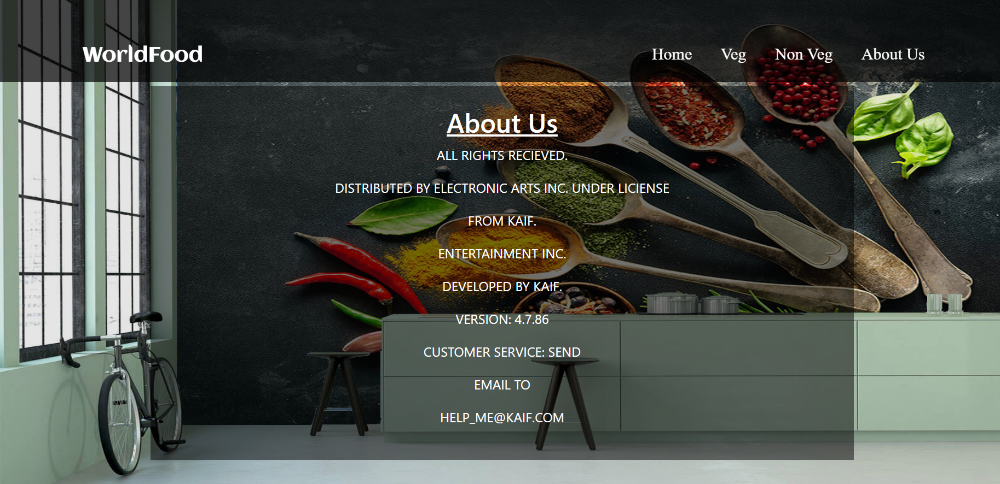 WorldFood
Home Veg Non Veg About Us
About Us
ALL RIGHTS RECIEVED.
DISTRIBUTED BY ELECTRONIC ARTS INC. UNDER LICIENSE
FROM KAIF.
ENTERTAINMENT INC.
DEVELOPED BY KAIF.
VERSION: 4.7.86
CUSTOMER SERVICE: SEND
EMAIL TO
HELP_ME@KAIF.COM